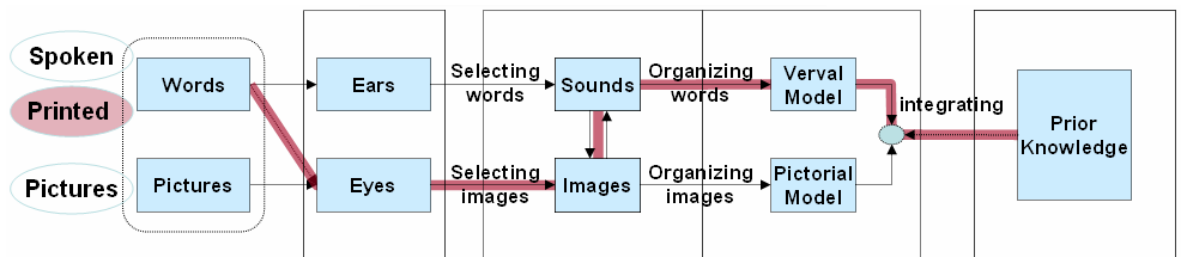 Spoken
Printed
Pictures
Words
Pictures
Ears
Eyes
Selecting
words
Selecting
images
Sounds
Images
Organizing
words
Organizing
images
Verval
Model
Pictorial
Model
integrating
Prior
Knowledge